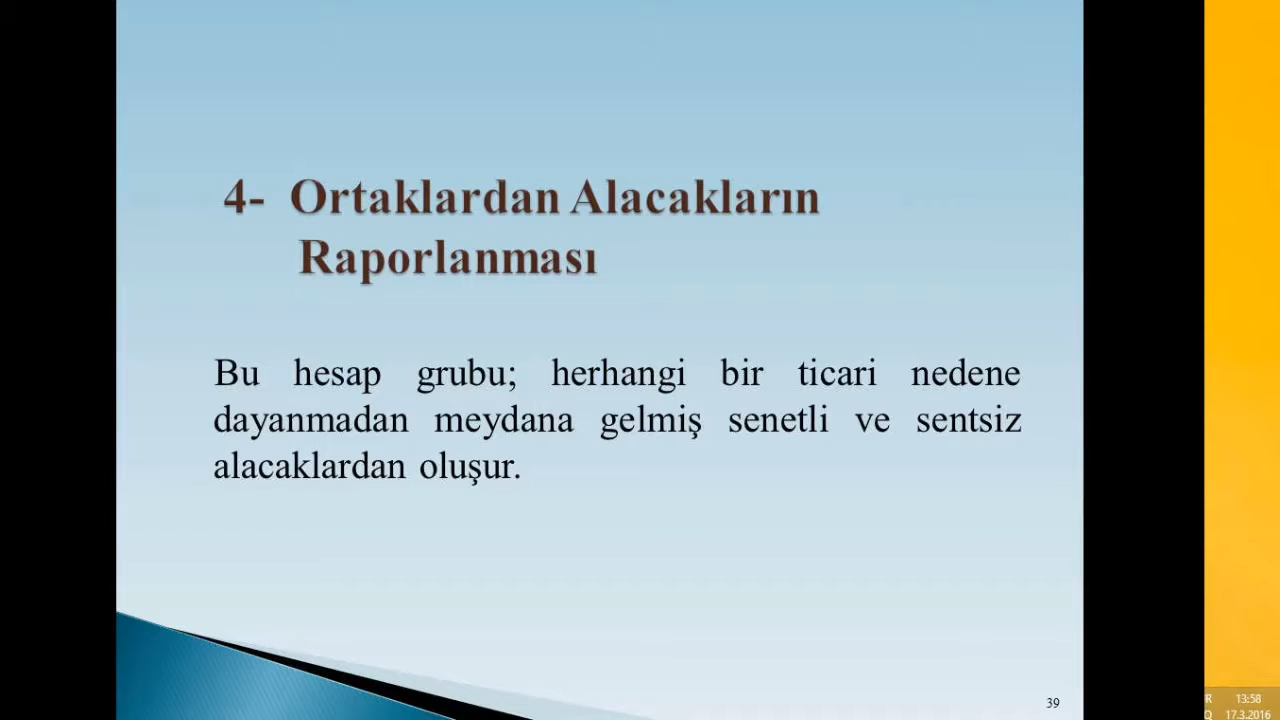 4- Ortaklardan Alacakların
Raporlanması
Bu hesap grubu; herhangi bir ticari nedene
dayanmadan meydana gelmiş senetli ve sentsiz
alacaklardan oluşur.
39
R 13:58
Q 17.3.2016